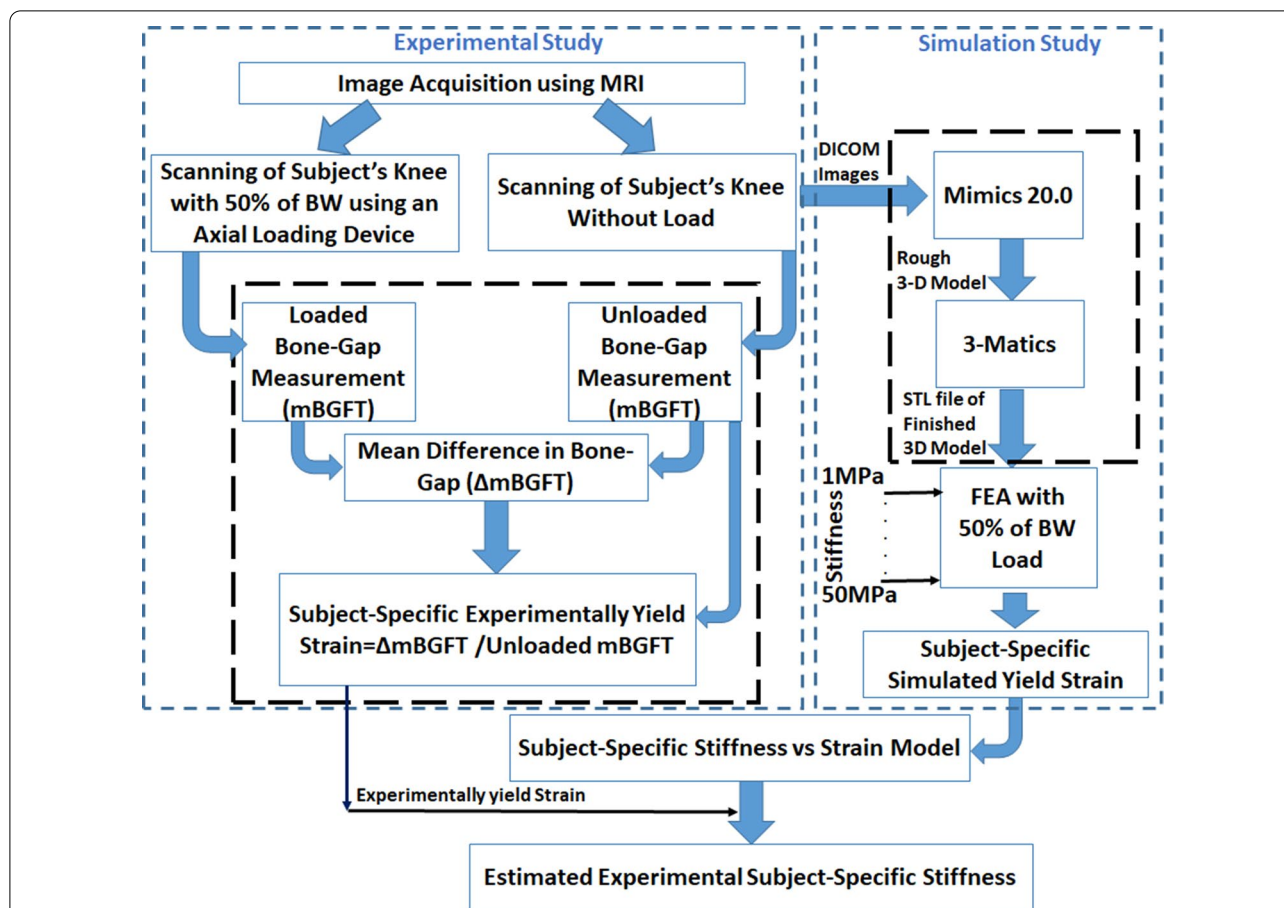 Experimental Study
Simulation Study
Image Acquisition using MRI
Scanning of Subject's Knee
with 50% of BW using an
Axial Loading Device
Scanning of Subject's Knee
Without Load
DICOM
Images
Mimics 20.0
Rough
3-D Model
3-Matics
STL file of
Finished
3D Model
Loaded
Bone-Gap
Measurement
(mBGFT)
Unloaded
Bone-Gap
Measurement
(mBGFT)
Mean Difference in Bone-
Gap (ΔmBGFT)
Subject-Specific Experimentally Yield
Strain=ΔmBGFT /Unloaded mBGFT
1MPa
Stiffness
50MPa
FEA with
50% of BW
Load
Subject-Specific
Simulated Yield Strain
Subject-Specific Stiffness vs Strain Model
Experimentally yield Strain
Estimated Experimental Subject-Specific Stiffness